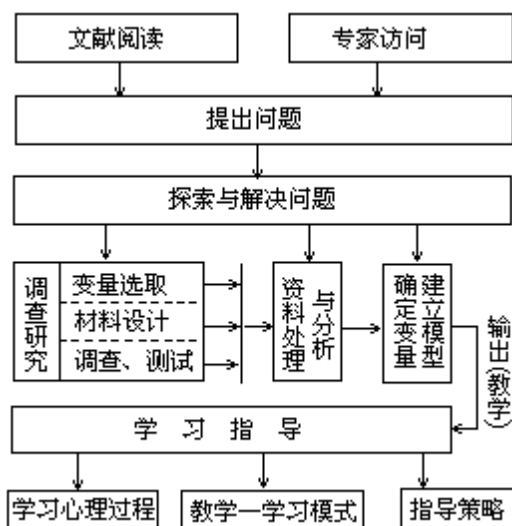 文献阅读
专家访问
提出问题
探索与解决问题
调查研究
变量选取
材料设计
调查、测试
资料处理
与分析
确定变量
建立模型
输出(教学)
学 习 指 导
学习心理过程
教学一学习模式
指导策略